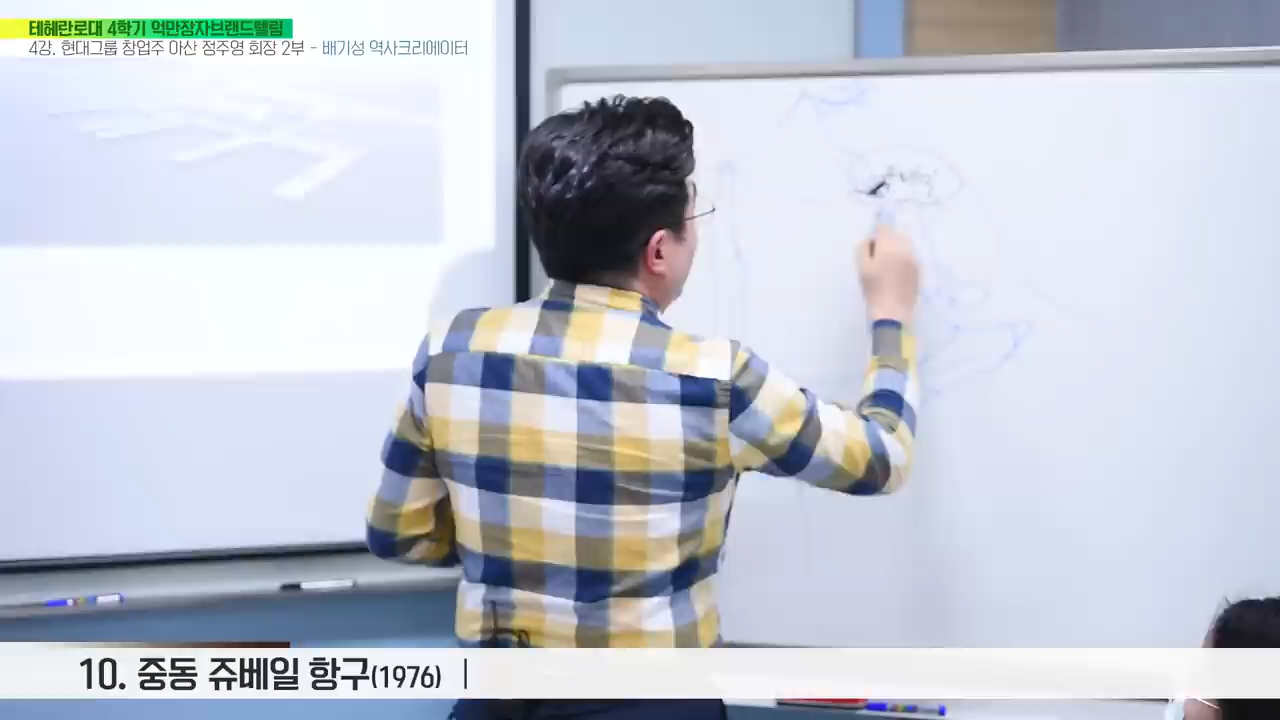 테헤란로대 4학기 억만장자브랜드텔링
4강. 현대그룹 창업주 아산 정주영 회장 2부 - 배기성 역사크리에이터
10. 중동 쥬베일 항구(1976)